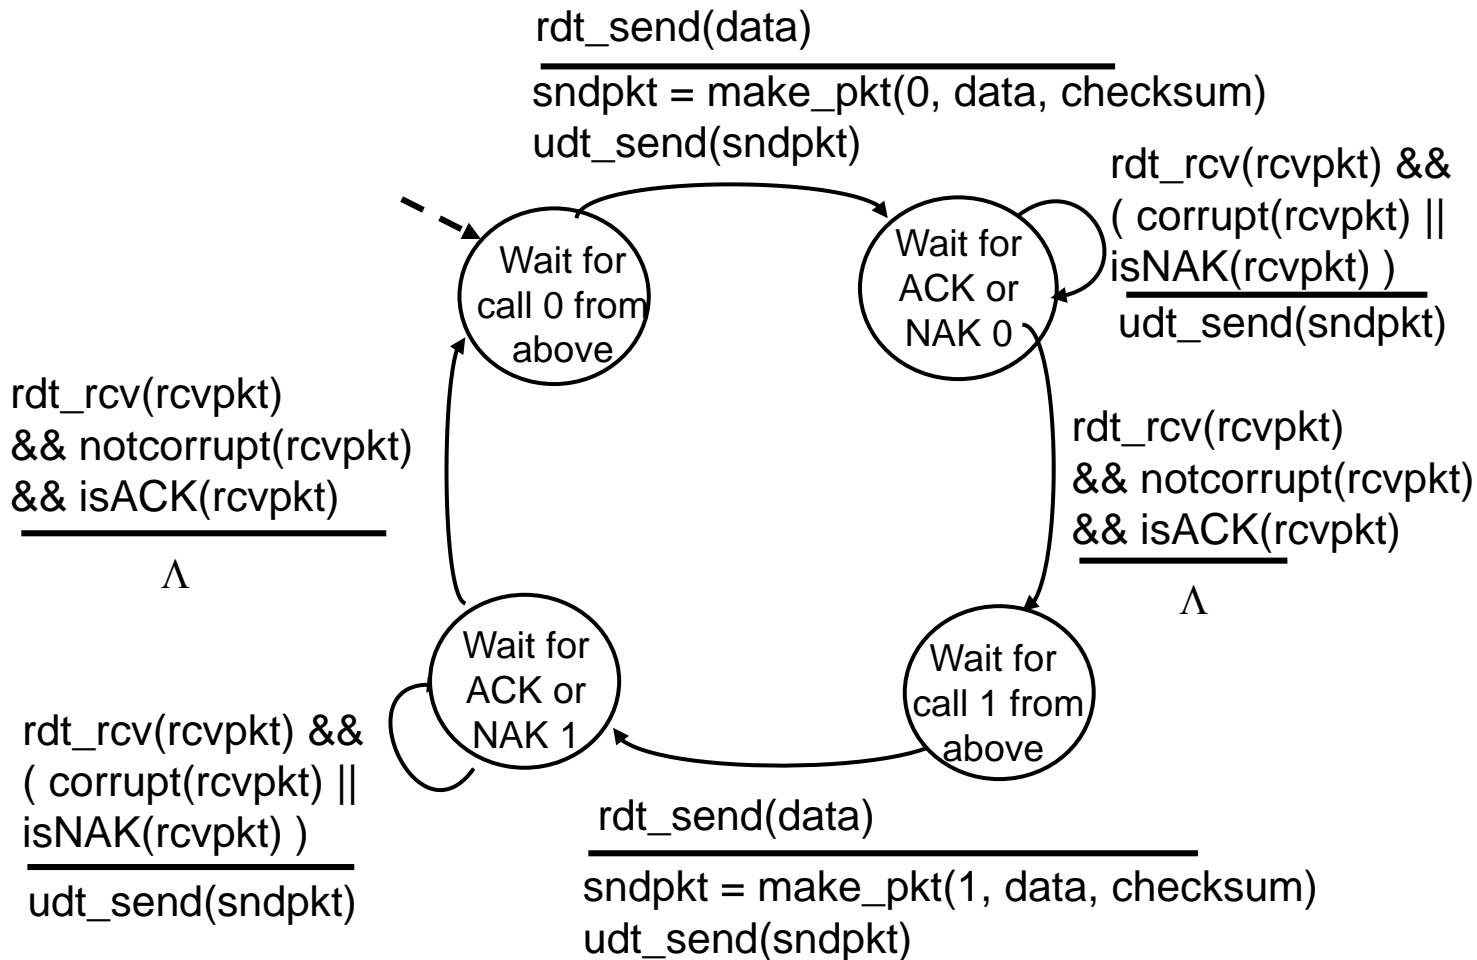 rdt_send(data)
sndpkt = make_pkt(0, data, checksum)
udt_send(sndpkt)
rdt_rcv(rcvpkt) &&
( corrupt(rcvpkt) ||
isNAK(rcvpkt) )
udt_send(sndpkt)
Wait for
call 0 from
above
Wait for
ACK or
NAK 0
rdt_rcv(rcvpkt)
&& notcorrupt(rcvpkt)
&& isACK(rcvpkt)
Λ
rdt_rcv(rcvpkt)
&& notcorrupt(rcvpkt)
&& isACK(rcvpkt)
Λ
Wait for
ACK or
NAK 1
Wait for
call 1 from
above
rdt_rcv(rcvpkt) &&
( corrupt(rcvpkt) ||
isNAK(rcvpkt) )
udt_send(sndpkt)
rdt_send(data)
sndpkt = make_pkt(1, data, checksum)
udt_send(sndpkt)